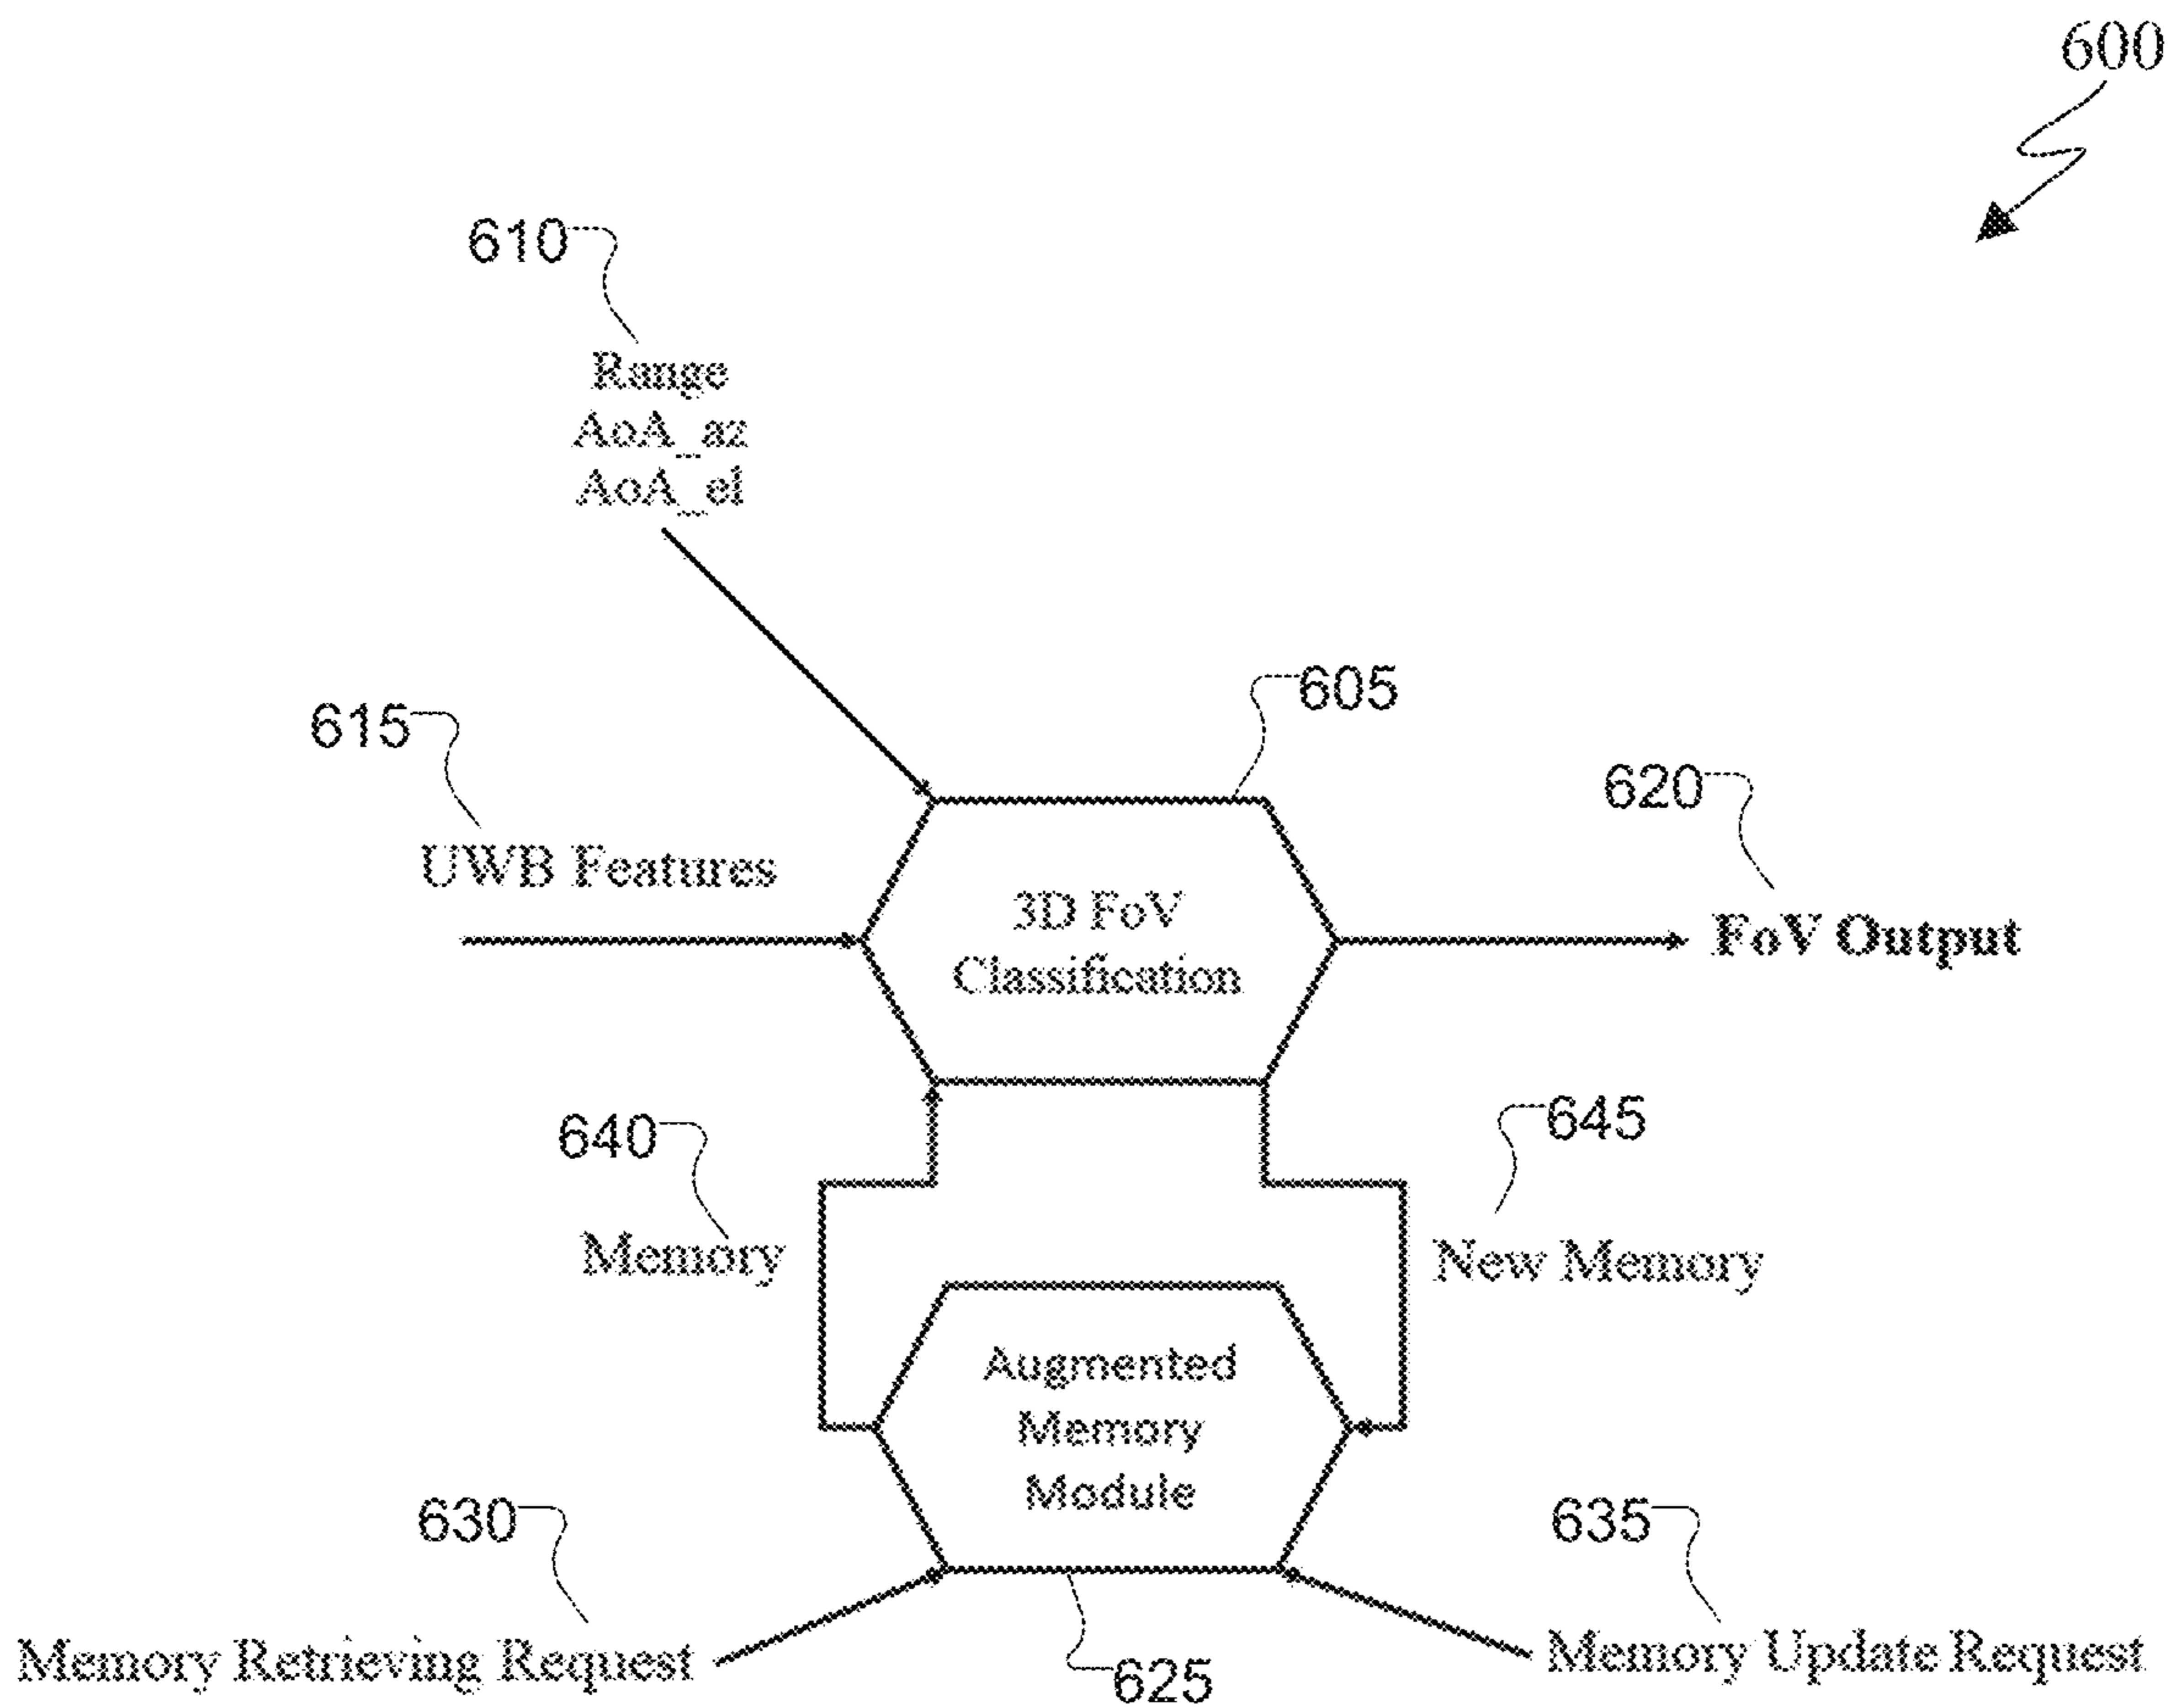 600
610
Range
AoA_az
AoA_el
605
615
620
UWB Features
3D FoV
Classification
FoV Output
640
645
Memory
New Memory
Augmented
Memory
Module
630
635
Memory Retrieving Request
Memory Update Request
625